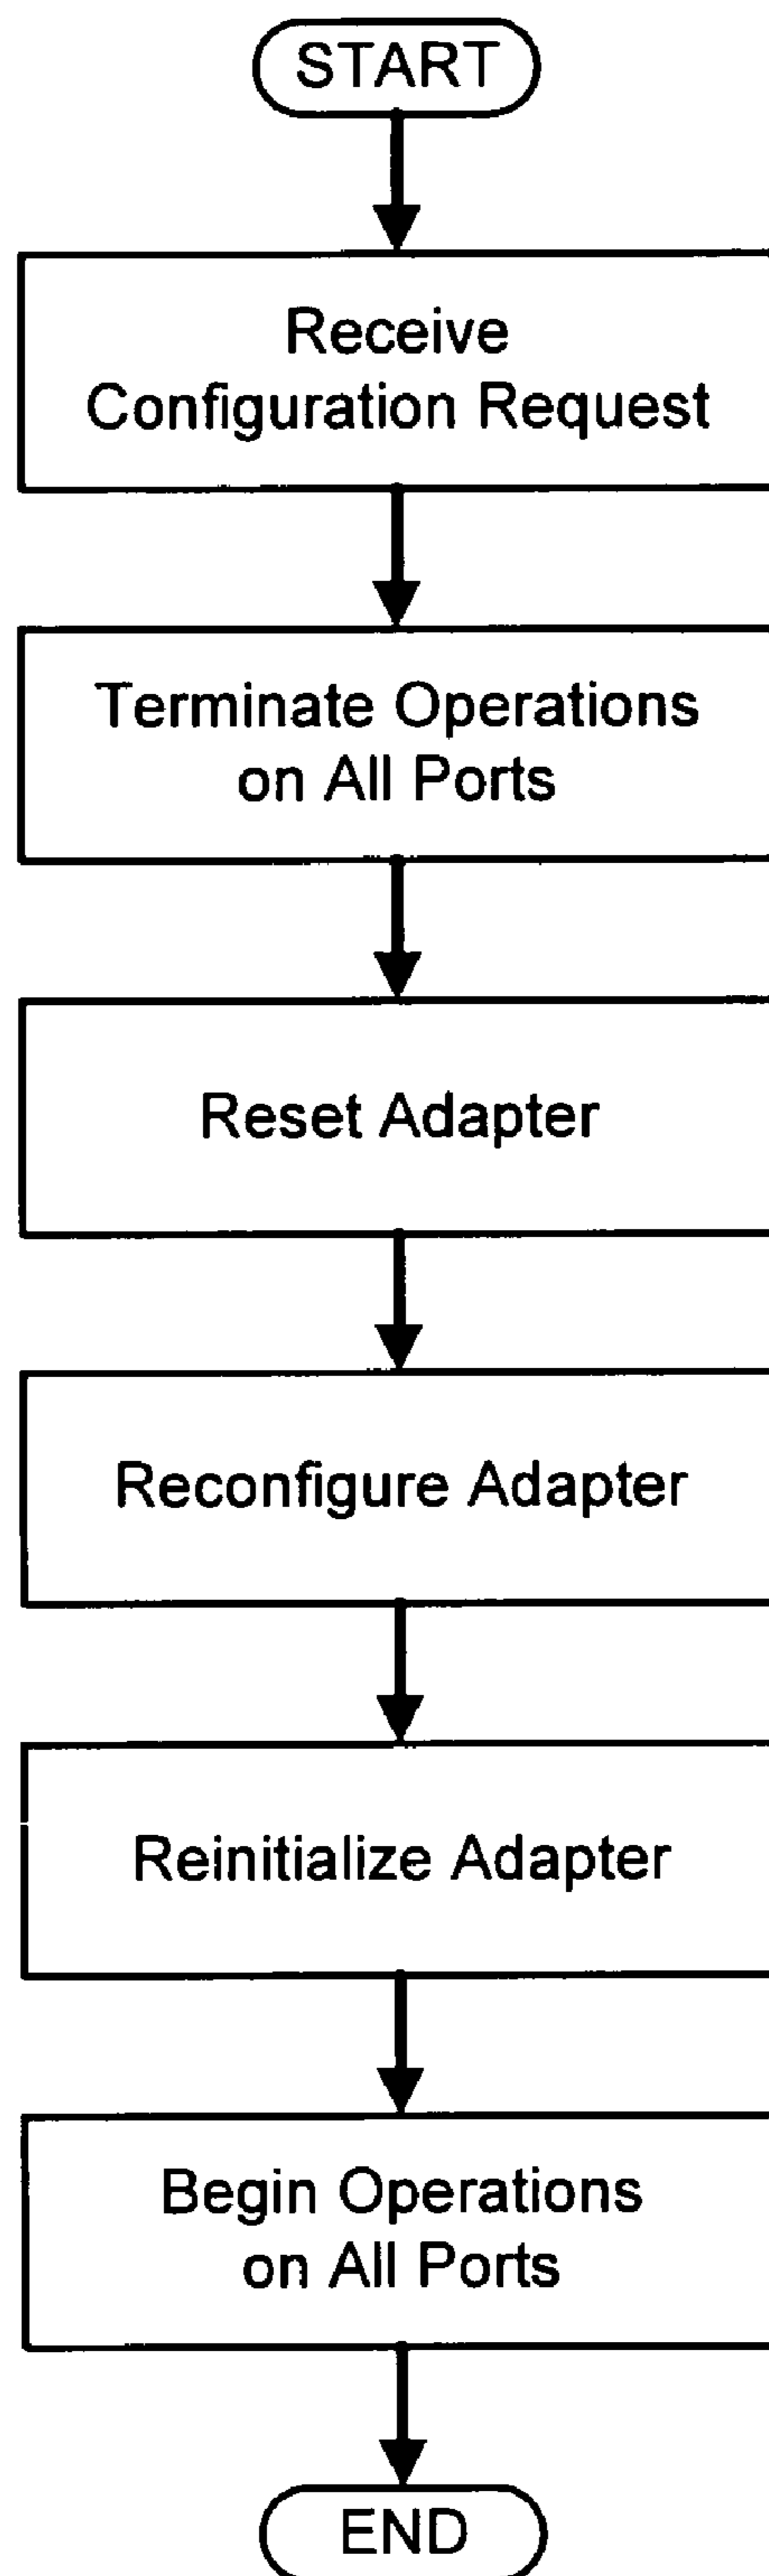 START
Receive
Configuration Request
Terminate Operations
on All Ports
Reset Adapter
Reconfigure Adapter
Reinitialize Adapter
Begin Operations
on All Ports
END